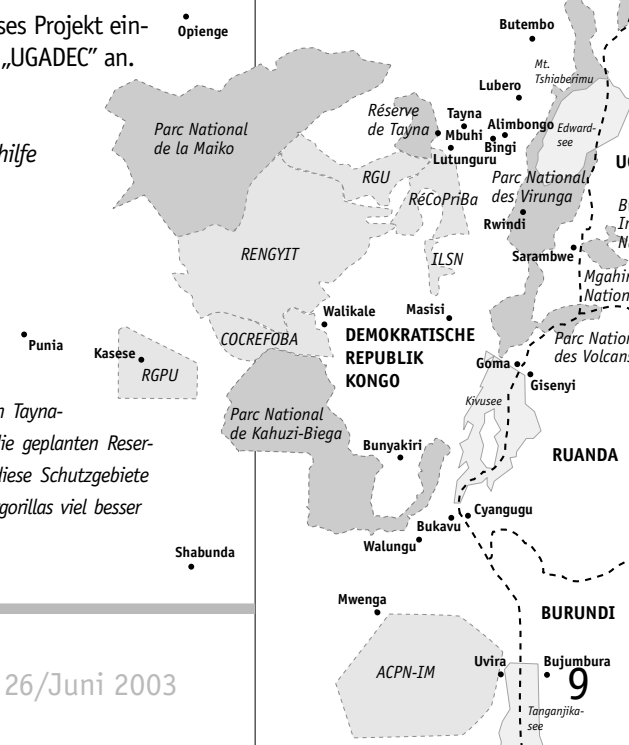 ses Projekt ein-
„UGADEC” an.
hilfe
n Tayna-
die geplanten Reser-
diese Schutzgebiete
gorillas viel besser
26/Juni 2003
Opienge
Butembo
Mt.
Tshiaberimu
Lubero
Parc National
de la Maiko
Réserve
de Tayna
Tayna
Mbuhi
Alimbongo
Bingi
Lutunguru
Edward-
see
RGU
RéCoPriBa
Parc National
des Virunga
Rwindi
RENGYIT
ILSN
Sarambwe
Mgahin
Nation
Walikale
Masisi
COCREFOBA
DEMOKRATISCHE
REPUBLIK
KONGO
Punia
Kasese
RGPU
Parc Nation
des Volcans
Goma
Gisenyi
Kivusee
Parc National
de Kahuzi-Biega
Bunyakiri
RUANDA
Cyangugu
Bukavu
Walungu
Shabunda
Mwenga
BURUNDI
ACPN-IM
Uvira
Bujumbura
Tanganjika-
see
9